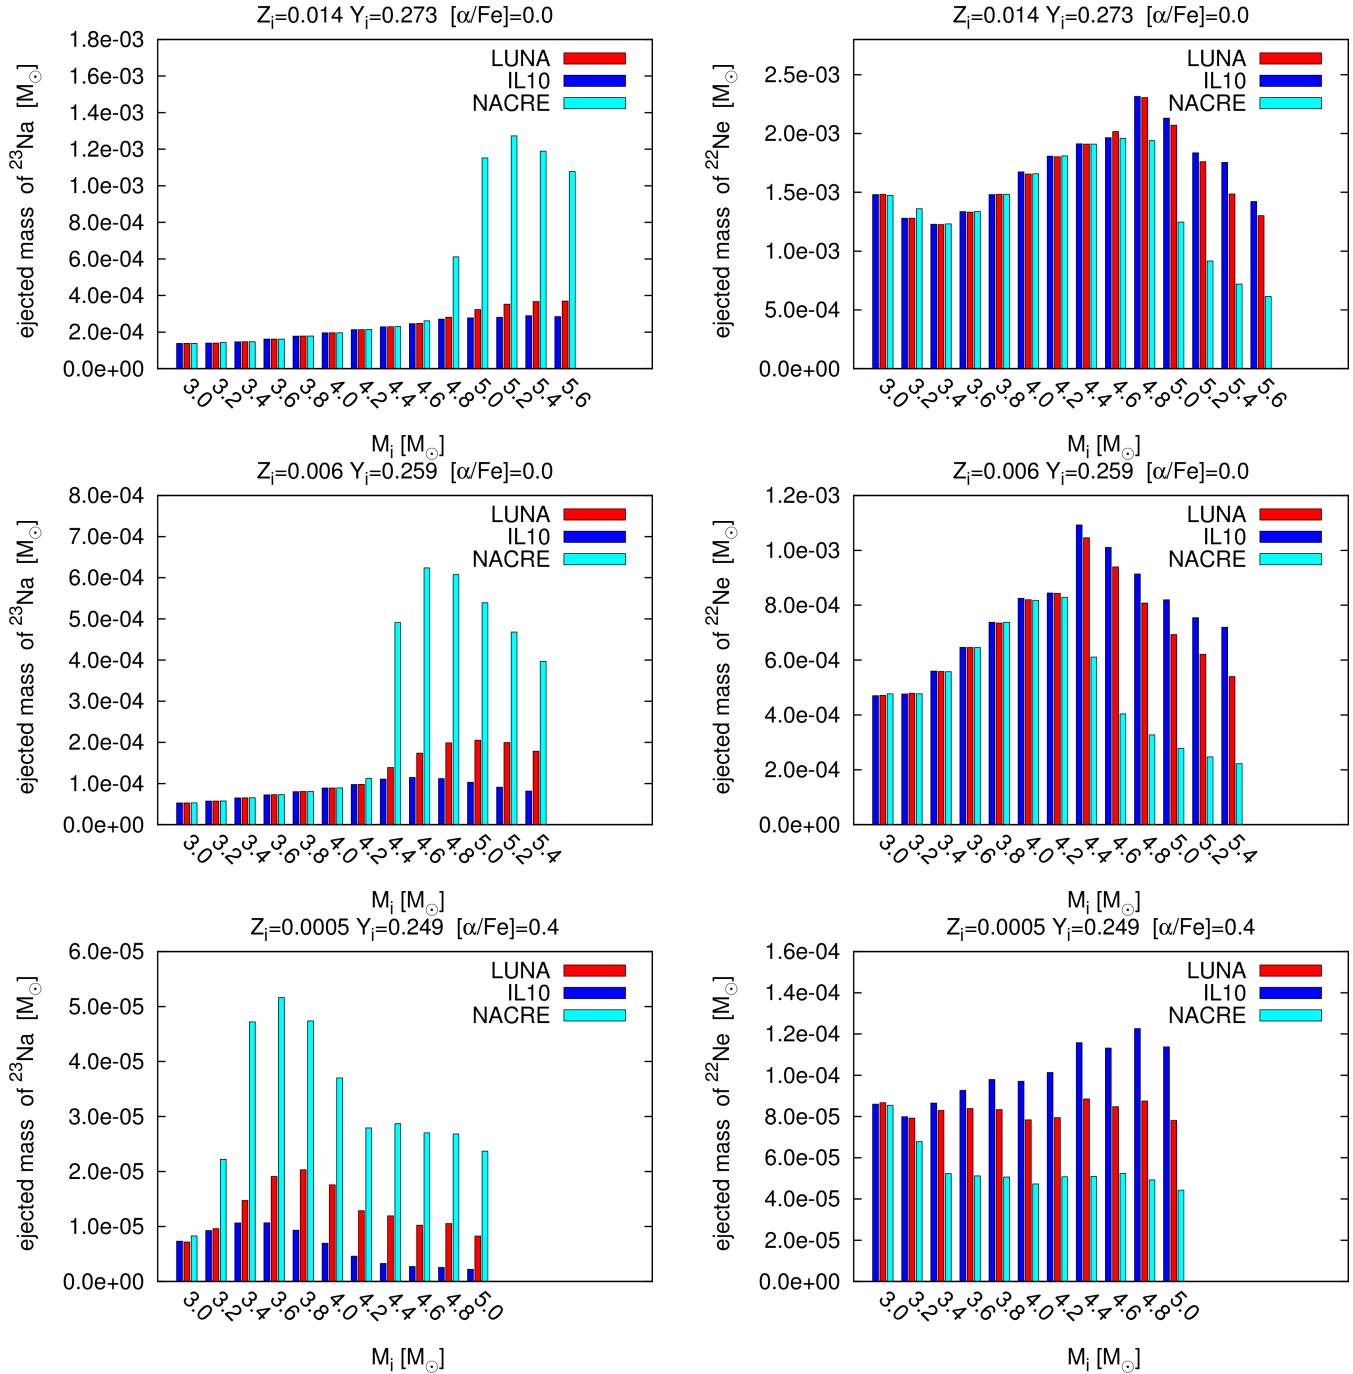 Z_i=0.014 Y_i=0.273 [α/Fe]=0.0
ejected mass of ²³Na [M_☉]
1.8e-03
1.6e-03
1.4e-03
1.2e-03
1.0e-03
8.0e-04
6.0e-04
4.0e-04
2.0e-04
0.0e+00
LUNA
IL10
NACRE
3.0 3.2 3.4 3.6 3.8 4.0 4.2 4.4 4.6 4.8 5.0 5.2 5.4 5.6
M_i [M_☉]
Z_i=0.014 Y_i=0.273 [α/Fe]=0.0
ejected mass of ²²Ne [M_☉]
2.5e-03
2.0e-03
1.5e-03
1.0e-03
5.0e-04
0.0e+00
LUNA
IL10
NACRE
3.0 3.2 3.4 3.6 3.8 4.0 4.2 4.4 4.6 4.8 5.0 5.2 5.4 5.6
M_i [M_☉]
Z_i=0.006 Y_i=0.259 [α/Fe]=0.0
ejected mass of ²³Na [M_☉]
8.0e-04
7.0e-04
6.0e-04
5.0e-04
4.0e-04
3.0e-04
2.0e-04
1.0e-04
0.0e+00
LUNA
IL10
NACRE
3.0 3.2 3.4 3.6 3.8 4.0 4.2 4.4 4.6 4.8 5.0 5.2 5.4
M_i [M_☉]
Z_i=0.006 Y_i=0.259 [α/Fe]=0.0
ejected mass of ²²Ne [M_☉]
1.2e-03
1.0e-03
8.0e-04
6.0e-04
4.0e-04
2.0e-04
0.0e+00
LUNA
IL10
NACRE
3.0 3.2 3.4 3.6 3.8 4.0 4.2 4.4 4.6 4.8 5.0 5.2 5.4
M_i [M_☉]
Z_i=0.0005 Y_i=0.249 [α/Fe]=0.4
ejected mass of ²³Na [M_☉]
6.0e-05
5.0e-05
4.0e-05
3.0e-05
2.0e-05
1.0e-05
0.0e+00
LUNA
IL10
NACRE
3.0 3.2 3.4 3.6 3.8 4.0 4.2 4.4 4.6 4.8 5.0
M_i [M_☉]
Z_i=0.0005 Y_i=0.249 [α/Fe]=0.4
ejected mass of ²²Ne [M_☉]
1.6e-04
1.4e-04
1.2e-04
1.0e-04
8.0e-05
6.0e-05
4.0e-05
2.0e-05
0.0e+00
LUNA
IL10
NACRE
3.0 3.2 3.4 3.6 3.8 4.0 4.2 4.4 4.6 4.8 5.0
M_i [M_☉]